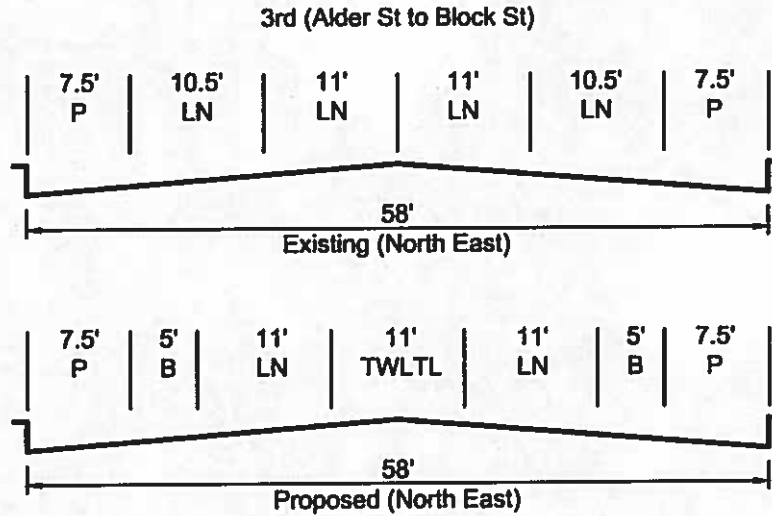 3rd (Alder St to Block St)
7.5' 10.5' 11' 11' 10.5' 7.5'
P LN LN LN LN P
58'
Existing (North East)
7.5' 5' 11' 11' 11' 5' 7.5'
P B LN TWLTL LN B P
58'
Proposed (North East)